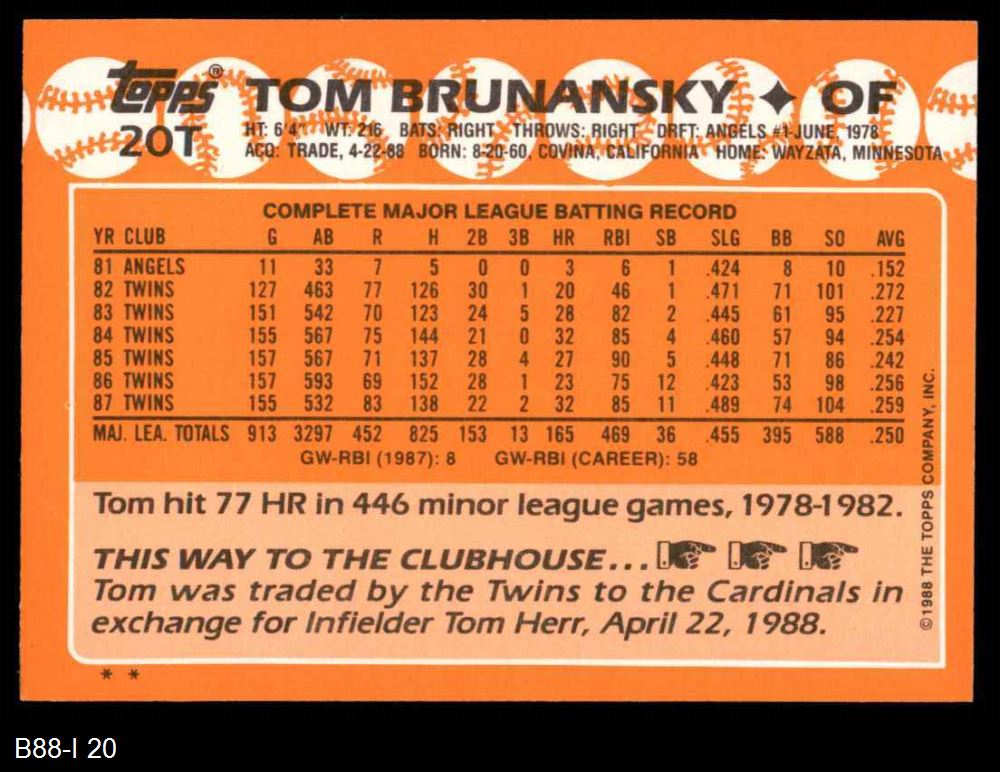 topps® TOM BRUNANSKY ✦ OF
20T HT: 6'4" WT: 216 BATS: RIGHT THROWS: RIGHT DRFT: ANGELS #1-JUNE, 1978
ACQ: TRADE, 4-22-88 BORN: 8-20-60, COVINA, CALIFORNIA HOME: WAYZATA, MINNESOTA
COMPLETE MAJOR LEAGUE BATTING RECORD
YR CLUB G AB R H 2B 3B HR RBI SB SLG BB SO AVG
81 ANGELS 11 33 7 5 0 0 3 6 1 .424 8 10 .152
82 TWINS 127 463 77 126 30 1 20 46 1 .471 71 101 .272
83 TWINS 151 542 70 123 24 5 28 82 2 .445 61 95 .227
84 TWINS 155 567 75 144 21 0 32 85 4 .460 57 94 .254
85 TWINS 157 567 71 137 28 4 27 90 5 .448 71 86 .242
86 TWINS 157 593 69 152 28 1 23 75 12 .423 53 98 .256
87 TWINS 155 532 83 138 22 2 32 85 11 .489 74 104 .259
MAJ. LEA. TOTALS 913 3297 452 825 153 13 165 469 36 .455 395 588 .250
GW-RBI (1987): 8 GW-RBI (CAREER): 58
Tom hit 77 HR in 446 minor league games, 1978-1982.
THIS WAY TO THE CLUBHOUSE...
Tom was traded by the Twins to the Cardinals in
exchange for Infielder Tom Herr, April 22, 1988.
©1988 THE TOPPS COMPANY, INC.
* *
B88-I 20